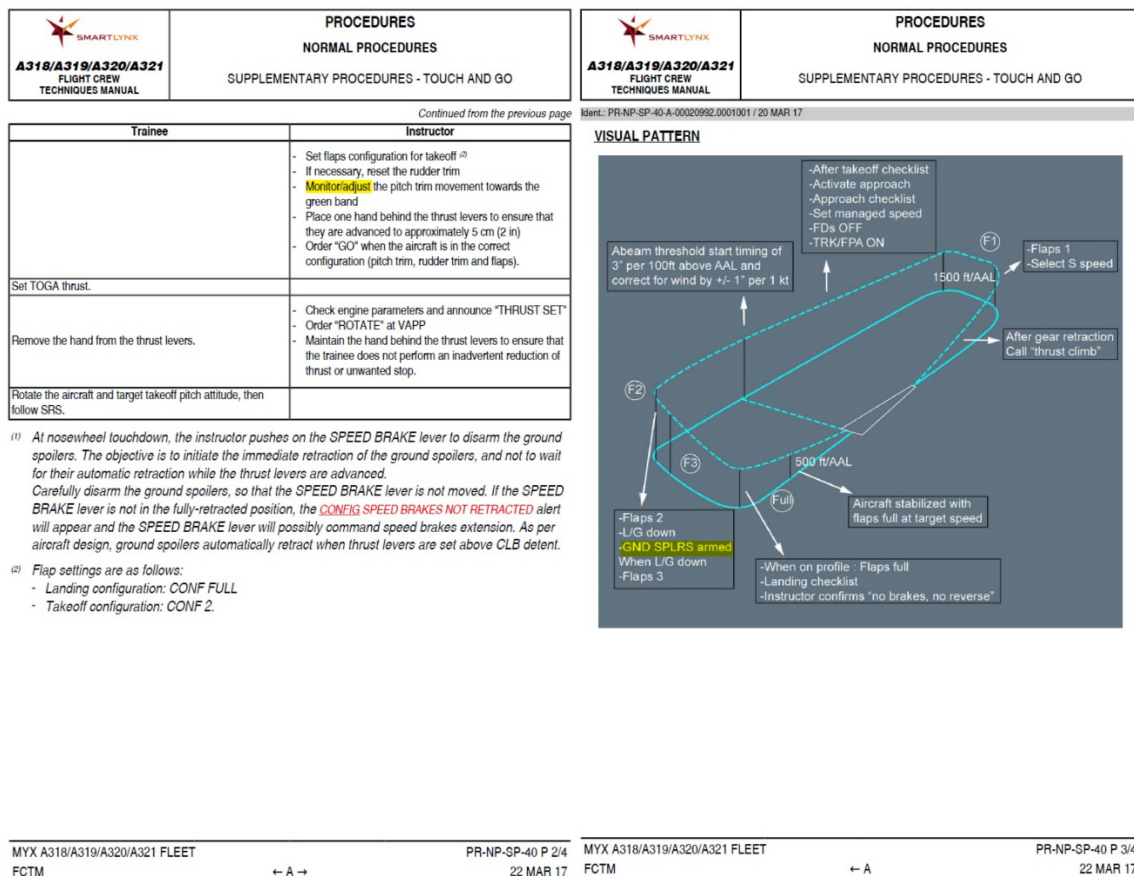 SMARTLYNX
A318/A319/A320/A321
FLIGHT CREW
TECHNIQUES MANUAL
PROCEDURES
NORMAL PROCEDURES
SUPPLEMENTARY PROCEDURES - TOUCH AND GO
Continued from the previous page
Trainee
Instructor
- Set flaps configuration for takeoff (2)
- If necessary, reset the rudder trim
- Monitor/adjust the pitch trim movement towards the
green band
- Place one hand behind the thrust levers to ensure that
they are advanced to approximately 5 cm (2 in)
- Order "GO" when the aircraft is in the correct
configuration (pitch trim, rudder trim and flaps).
Set TOGA thrust.
Remove the hand from the thrust levers.
- Check engine parameters and announce "THRUST SET"
- Order "ROTATE" at VAPP
- Maintain the hand behind the thrust levers to ensure that
the trainee does not perform an inadvertent reduction of
thrust or unwanted stop.
Rotate the aircraft and target takeoff pitch attitude, then
follow SRS.
(1) At nosewheel touchdown, the instructor pushes on the SPEED BRAKE lever to disarm the ground
spoilers. The objective is to initiate the immediate retraction of the ground spoilers, and not to wait
for their automatic retraction while the thrust levers are advanced.
Carefully disarm the ground spoilers, so that the SPEED BRAKE lever is not moved. If the SPEED
BRAKE lever is not in the fully-retracted position, the CONFIG SPEED BRAKES NOT RETRACTED alert
will appear and the SPEED BRAKE lever will possibly command speed brakes extension. As per
aircraft design, ground spoilers automatically retract when thrust levers are set above CLB detent.
(2) Flap settings are as follows:
- Landing configuration: CONF FULL
- Takeoff configuration: CONF 2.
MYX A318/A319/A320/A321 FLEET
PR-NP-SP-40 P 2/4
FCTM
← A →
22 MAR 17
SMARTLYNX
A318/A319/A320/A321
FLIGHT CREW
TECHNIQUES MANUAL
PROCEDURES
NORMAL PROCEDURES
SUPPLEMENTARY PROCEDURES - TOUCH AND GO
Ident.: PR-NP-SP-40-A-00020992.0001001 / 20 MAR 17
VISUAL PATTERN
-After takeoff checklist
-Activate approach
-Approach checklist
-Set managed speed
-FDs OFF
-TRK/FPA ON
Abeam threshold start timing of
3" per 100ft above AAL and
correct for wind by +/- 1" per 1 kt
F1
-Flaps 1
-Select S speed
1500 ft/AAL
After gear retraction
Call "thrust climb"
F2
F3
500 ft/AAL
Full
Aircraft stabilized with
flaps full at target speed
-Flaps 2
-L/G down
-GND SPLRS armed
When L/G down
-Flaps 3
-When on profile : Flaps full
-Landing checklist
-Instructor confirms "no brakes, no reverse"
MYX A318/A319/A320/A321 FLEET
PR-NP-SP-40 P 3/4
FCTM
← A
22 MAR 17